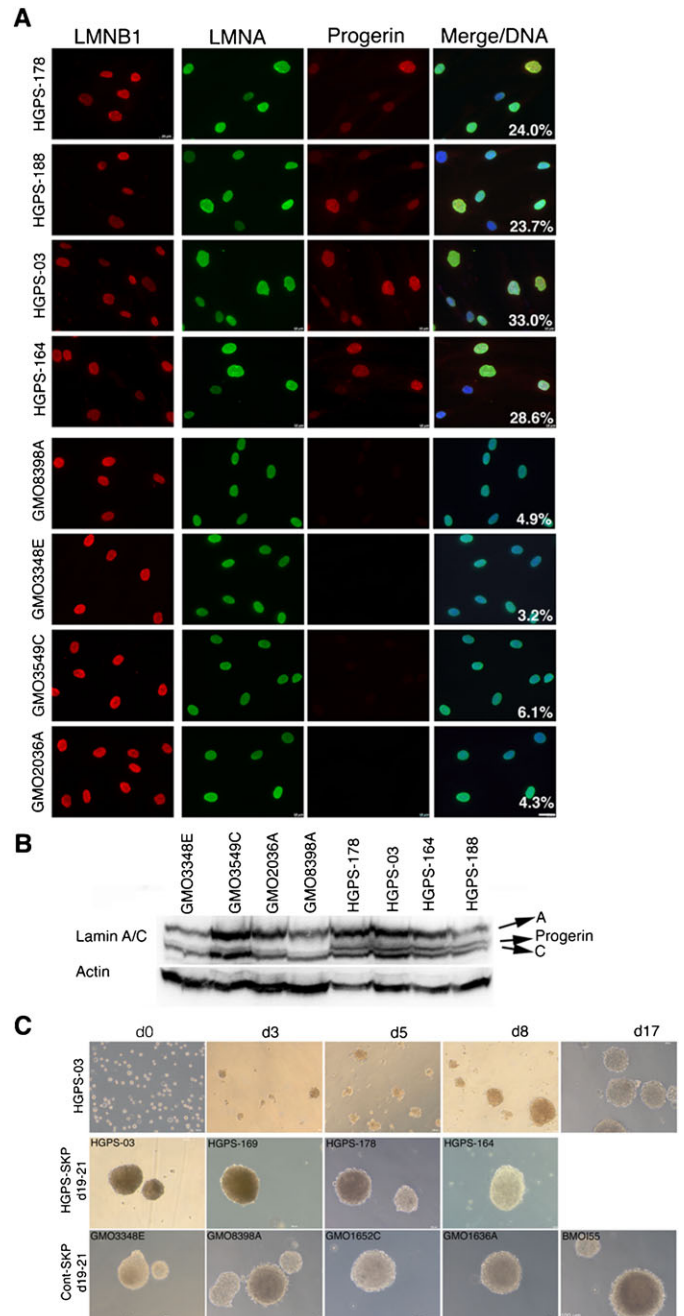 A
LMNB1 LMNA Progerin Merge/DNA
HGPS-178
24.0%
HGPS-188
23.7%
HGPS-03
33.0%
HGPS-164
28.6%
GMO8398A
4.9%
GMO3348E
3.2%
GMO3549C
6.1%
GMO2036A
4.3%
B
GMO3348E GMO3549C GMO2036A GMO8398A HGPS-178 HGPS-03 HGPS-164 HGPS-188
A
Lamin A/C
Progerin
C
Actin
C
d0 d3 d5 d8 d17
HGPS-03
HGPS-SKP
d19-21
HGPS-03 HGPS-169 HGPS-178 HGPS-164
Cont-SKP
d19-21
GMO3348E GMO8398A GMO1652C GMO1636A BMOI55